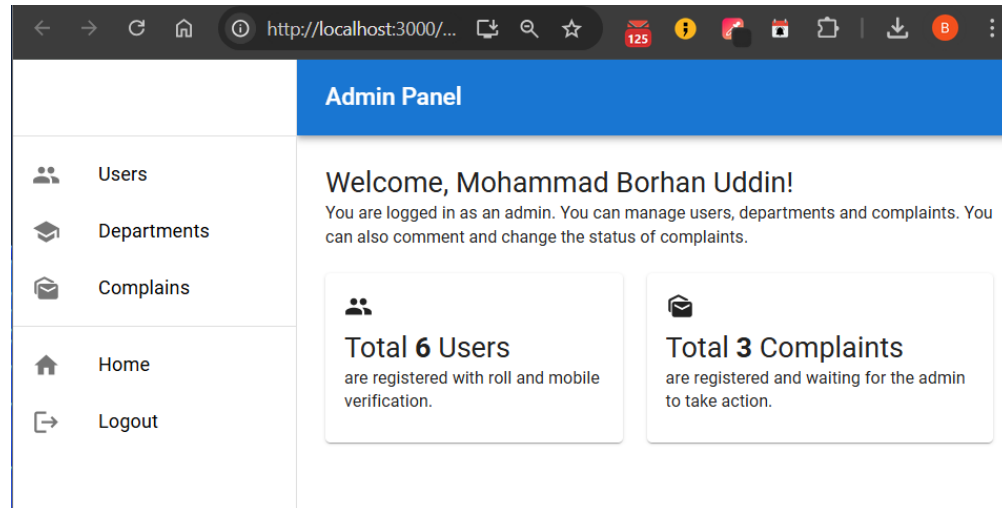 http://localhost:3000/...
125
B
Admin Panel
Users
Departments
Complains
Home
Logout
Welcome, Mohammad Borhan Uddin!
You are logged in as an admin. You can manage users, departments and complaints. You
can also comment and change the status of complaints.
Total 6 Users
are registered with roll and mobile
verification.
Total 3 Complaints
are registered and waiting for the admin
to take action.